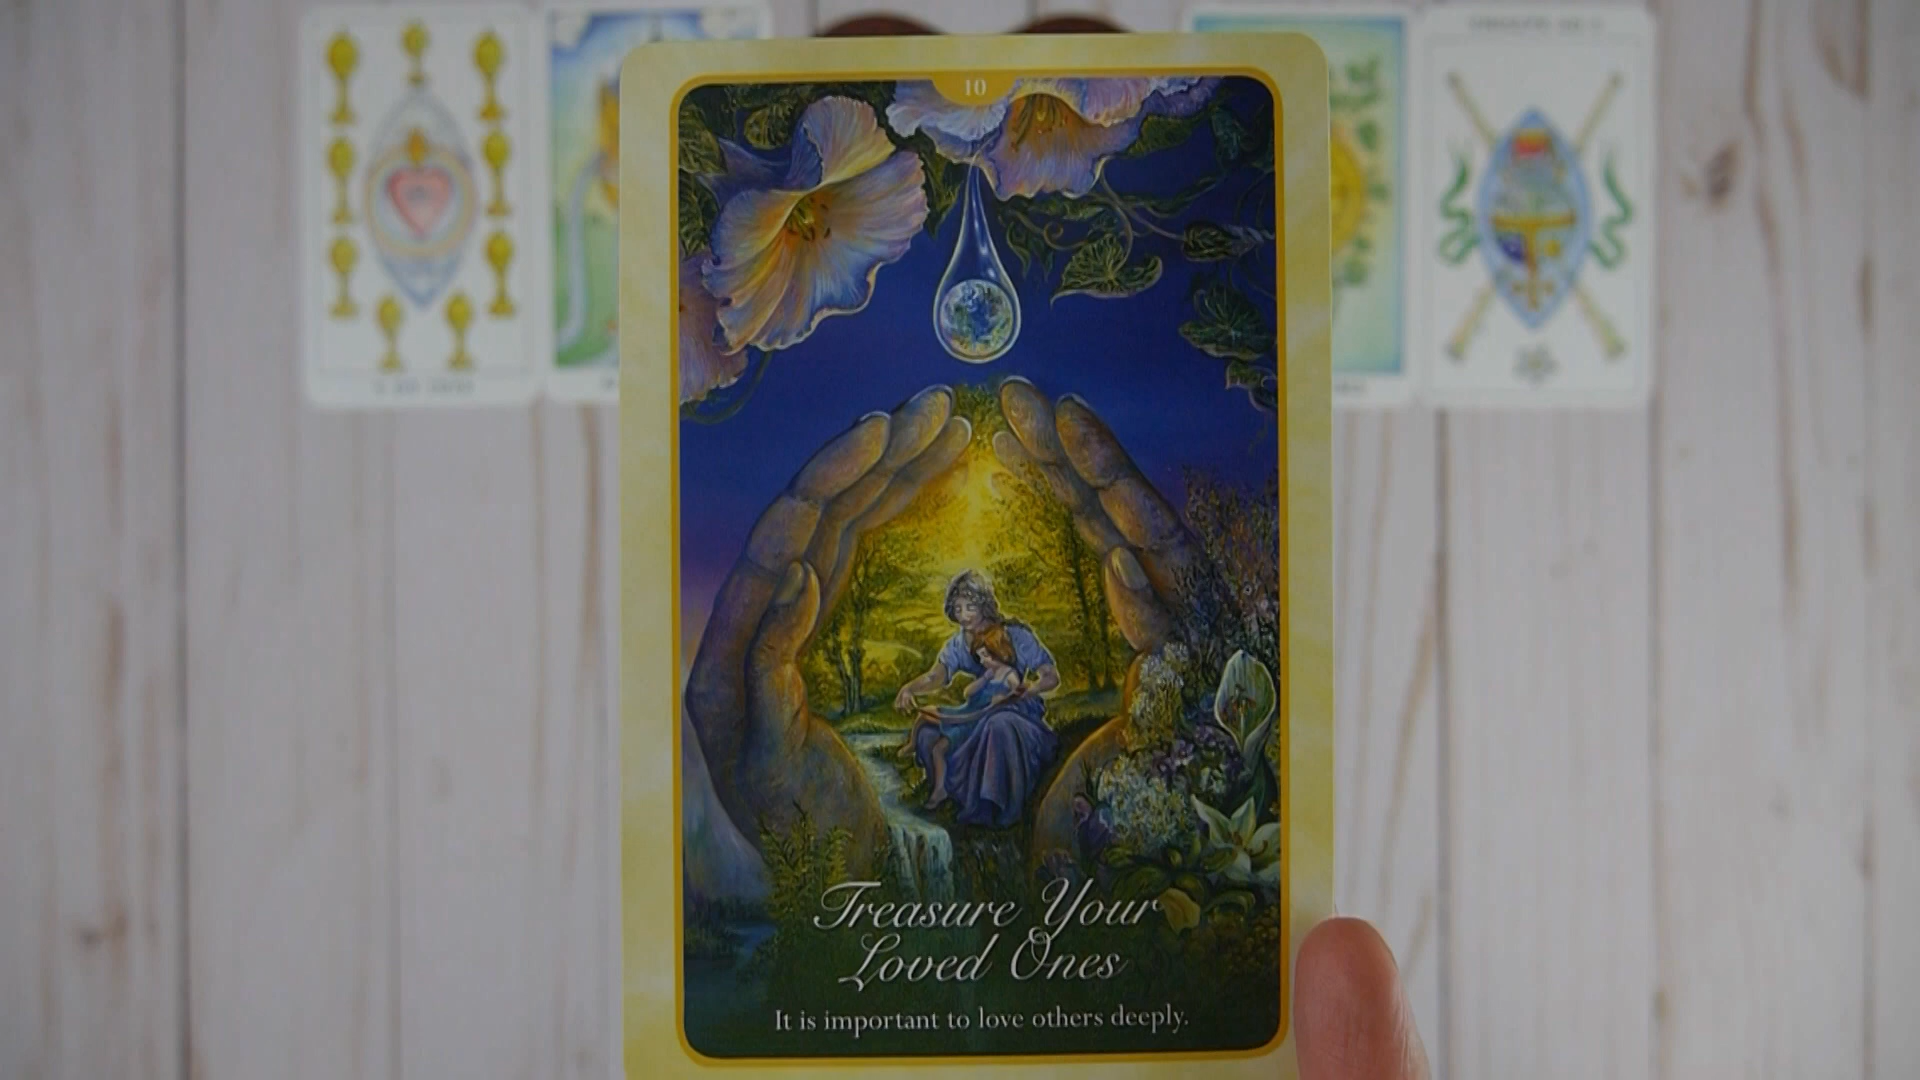 10
Treasure Your
Loved Ones
It is important to love others deeply.